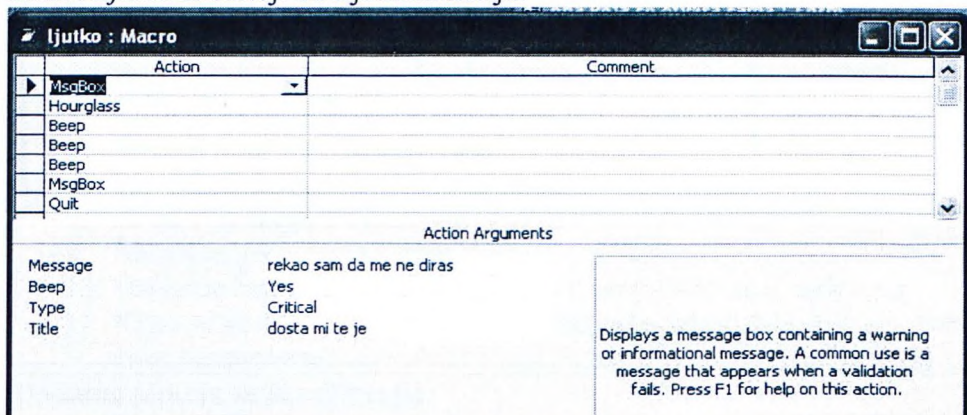 ljutko : Macro
Action Comment
MsgBox
Hourglass
Beep
Beep
Beep
MsgBox
Quit
Action Arguments
Message rekao sam da me ne diras
Beep Yes
Type Critical
Title dosta mi te je
Displays a message box containing a warning
or informational message. A common use is a
message that appears when a validation
fails. Press F1 for help on this action.